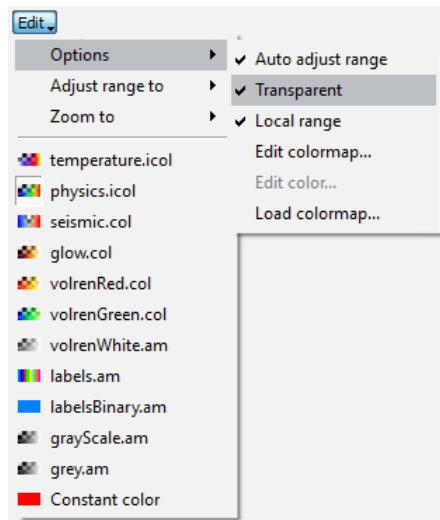 Edit
Options
Adjust range to
Zoom to
temperature.icol
physics.icol
seismic.col
glow.col
volrenRed.col
volrenGreen.col
volrenWhite.am
labels.am
labelsBinary.am
grayScale.am
grey.am
Constant color
Auto adjust range
Transparent
Local range
Edit colormap...
Edit color...
Load colormap...